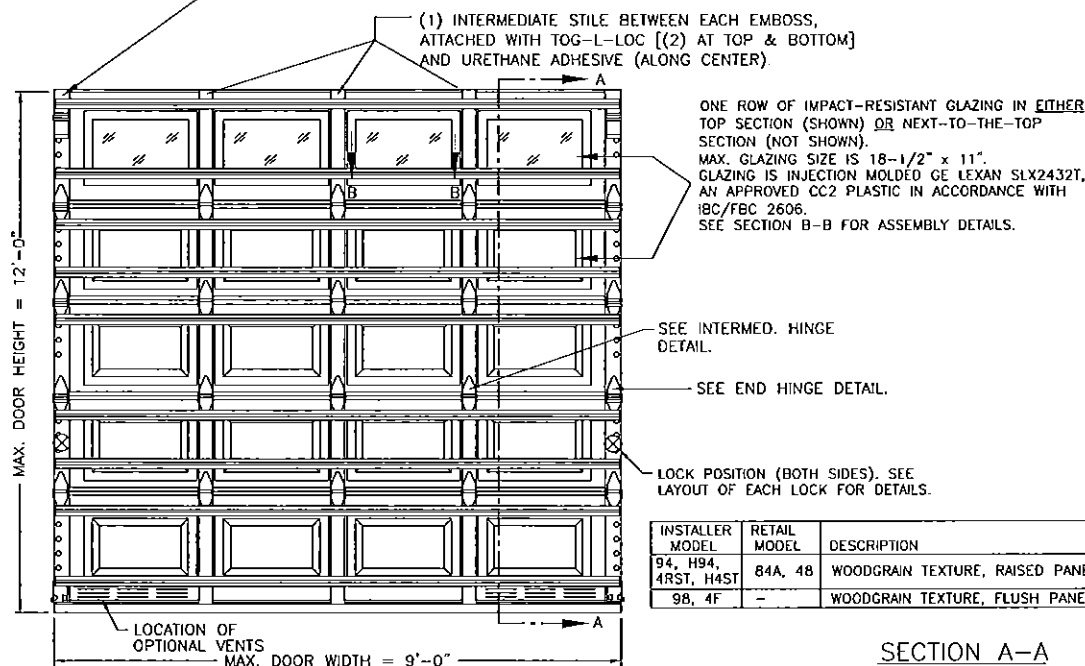 (1) INTERMEDIATE STILE BETWEEN EACH EMBOSS,
ATTACHED WITH TOG-L-LOC [(2) AT TOP & BOTTOM]
AND URETHANE ADHESIVE (ALONG CENTER).
A
ONE ROW OF IMPACT-RESISTANT GLAZING IN EITHER
TOP SECTION (SHOWN) OR NEXT-TO-THE-TOP
SECTION (NOT SHOWN).
MAX. GLAZING SIZE IS 18-1/2" x 11".
GLAZING IS INJECTION MOLDED GE LEXAN SLX2432T,
AN APPROVED CC2 PLASTIC IN ACCORDANCE WITH
IBC/FBC 2606.
SEE SECTION B-B FOR ASSEMBLY DETAILS.
B B
MAX. DOOR HEIGHT = 12'-0"
SEE INTERMED. HINGE
DETAIL.
SEE END HINGE DETAIL.
LOCK POSITION (BOTH SIDES). SEE
LAYOUT OF EACH LOCK FOR DETAILS.
INSTALLER MODEL RETAIL MODEL DESCRIPTION
94, H94, 4RST, H4ST 84A, 48 WOODGRAIN TEXTURE, RAISED PANE
98, 4F - WOODGRAIN TEXTURE, FLUSH PANE
LOCATION OF
OPTIONAL VENTS
A
MAX. DOOR WIDTH = 9'-0"
SECTION A-A